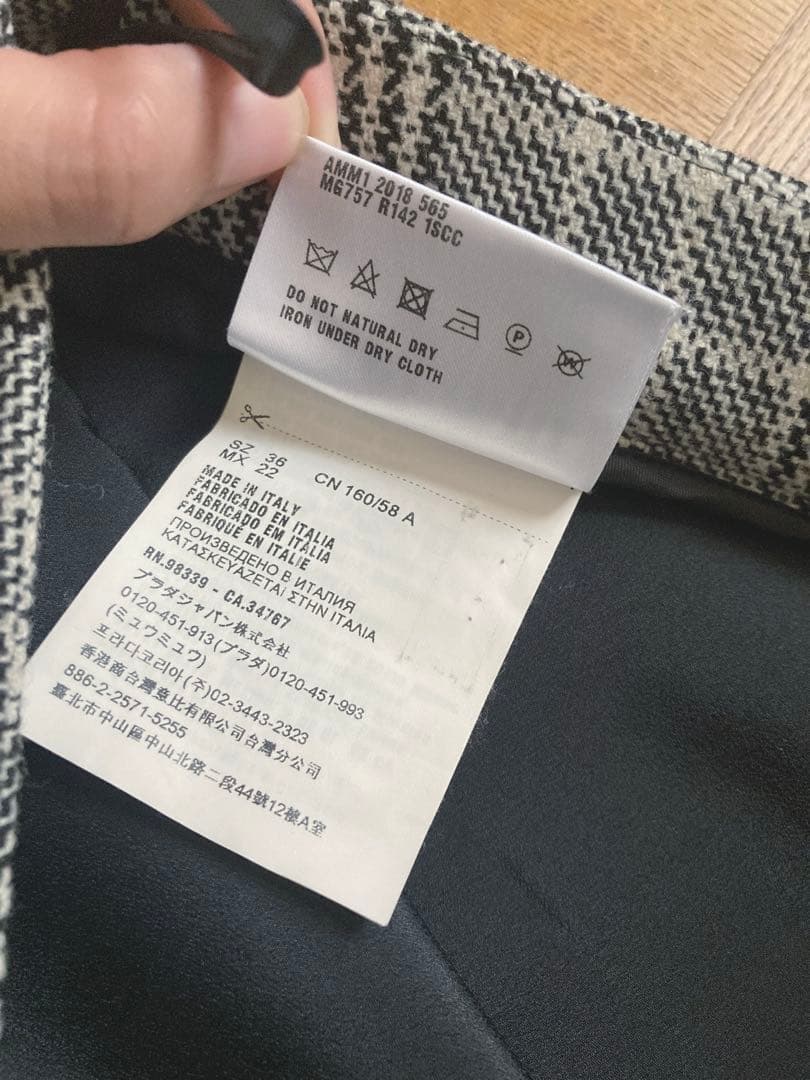 AMM1 2018 565
MG757 R142 1SCC
P
W
DO NOT NATURAL DRY
IRON UNDER DRY CLOTH
SZ 36 CN 160/58 A
MX 22
MADE IN ITALY
FABRICADO EN ITALIA
FABRICADO EM ITÁLIA
FABRIQUÉ EN ITALIE
ПРОИЗВЕДЕНО В ИТАЛИЯ
ΚΑΤΑΣΚΕΥΑΖΕΤΑΙ ΣΤΗΝ ΙΤΑΛΙΑ
RN.98339 - CA.34767
プラダジャパン株式会社
0120-451-913(プラダ)0120-451-993
(ミュウミュウ)
프라다코리아(주)02-3443-2323
香港商台灣壹比有限公司台灣分公司
886-2-2571-5255
臺北市中山區中山北路二段44號12樓A室